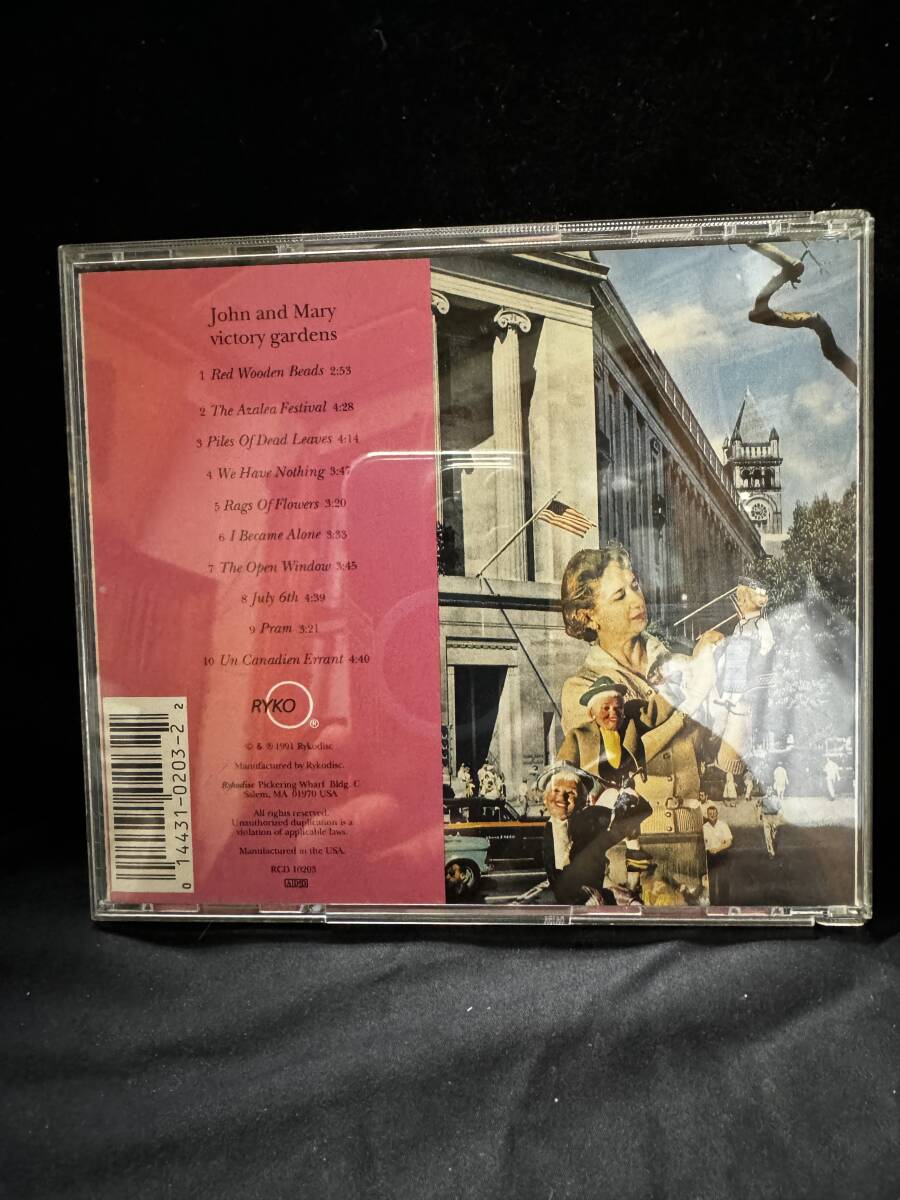 John and Mary
victory gardens
1 Red Wooden Beads 2:53
2 The Azalea Festival 4:28
3 Piles Of Dead Leaves 4:14
4 We Have Nothing 3:47
5 Rags Of Flowers 3:20
6 I Became Alone 3:33
7 The Open Window 3:45
8 July 6th 4:39
9 Pram 3:21
10 Un Canadien Errant 4:40
RYKO ®
© & ℗ 1991 Rykodisc
Manufactured by Rykodisc.
Rykodisc Pickering Wharf Bldg. C
Salem, MA 01970 USA
All rights reserved.
Unauthorized duplication is a
violation of applicable laws.
Manufactured in the USA.
RCD 10203
0 14431-0203-2 2